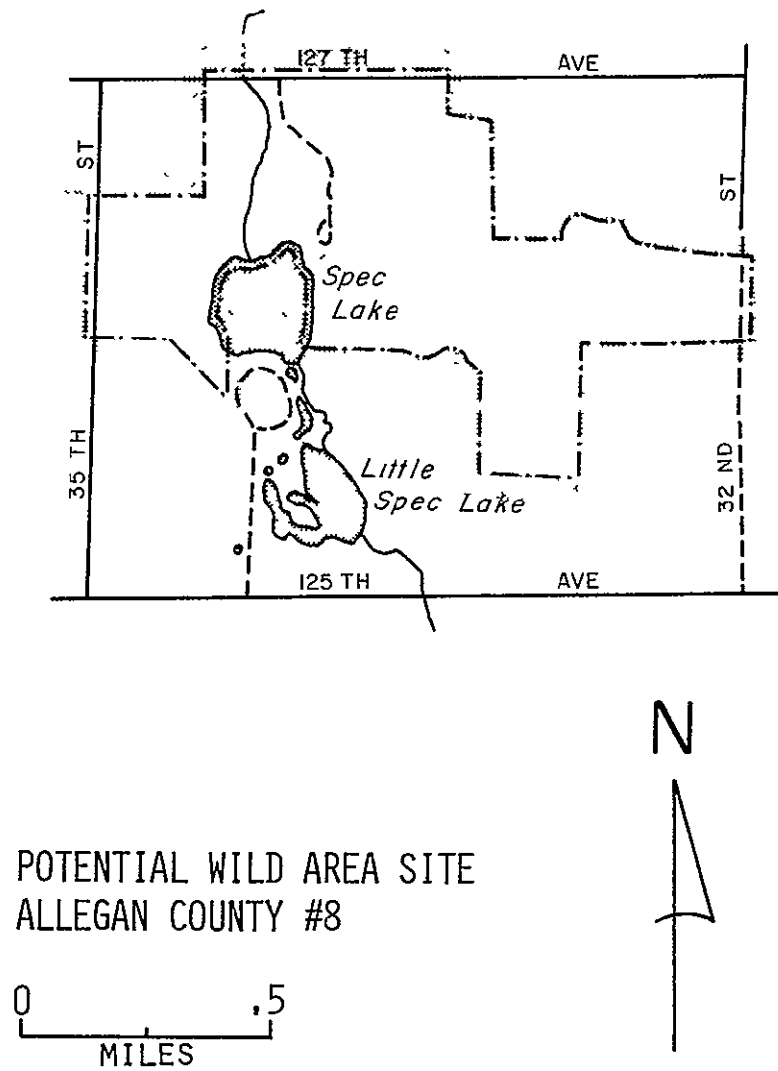 127 TH AVE
ST
ST
Spec
Lake
35 TH
32 ND
Little
Spec Lake
125 TH AVE
N
POTENTIAL WILD AREA SITE
ALLEGAN COUNTY #8
0 .5
MILES